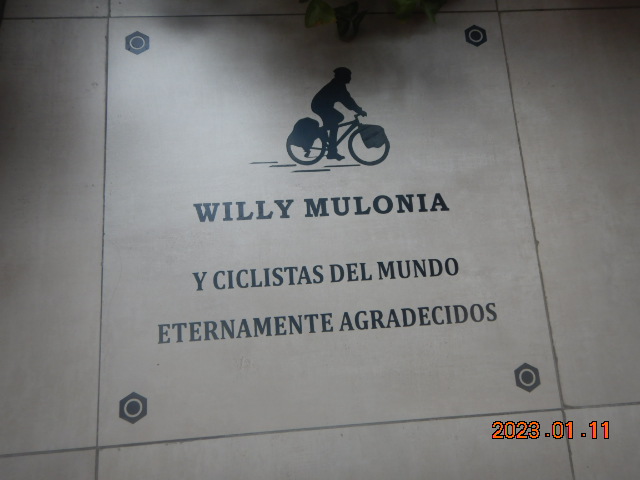 WILLY MULONIA
Y CICLISTAS DEL MUNDO
ETERNAMENTE AGRADECIDOS
2023.01.11